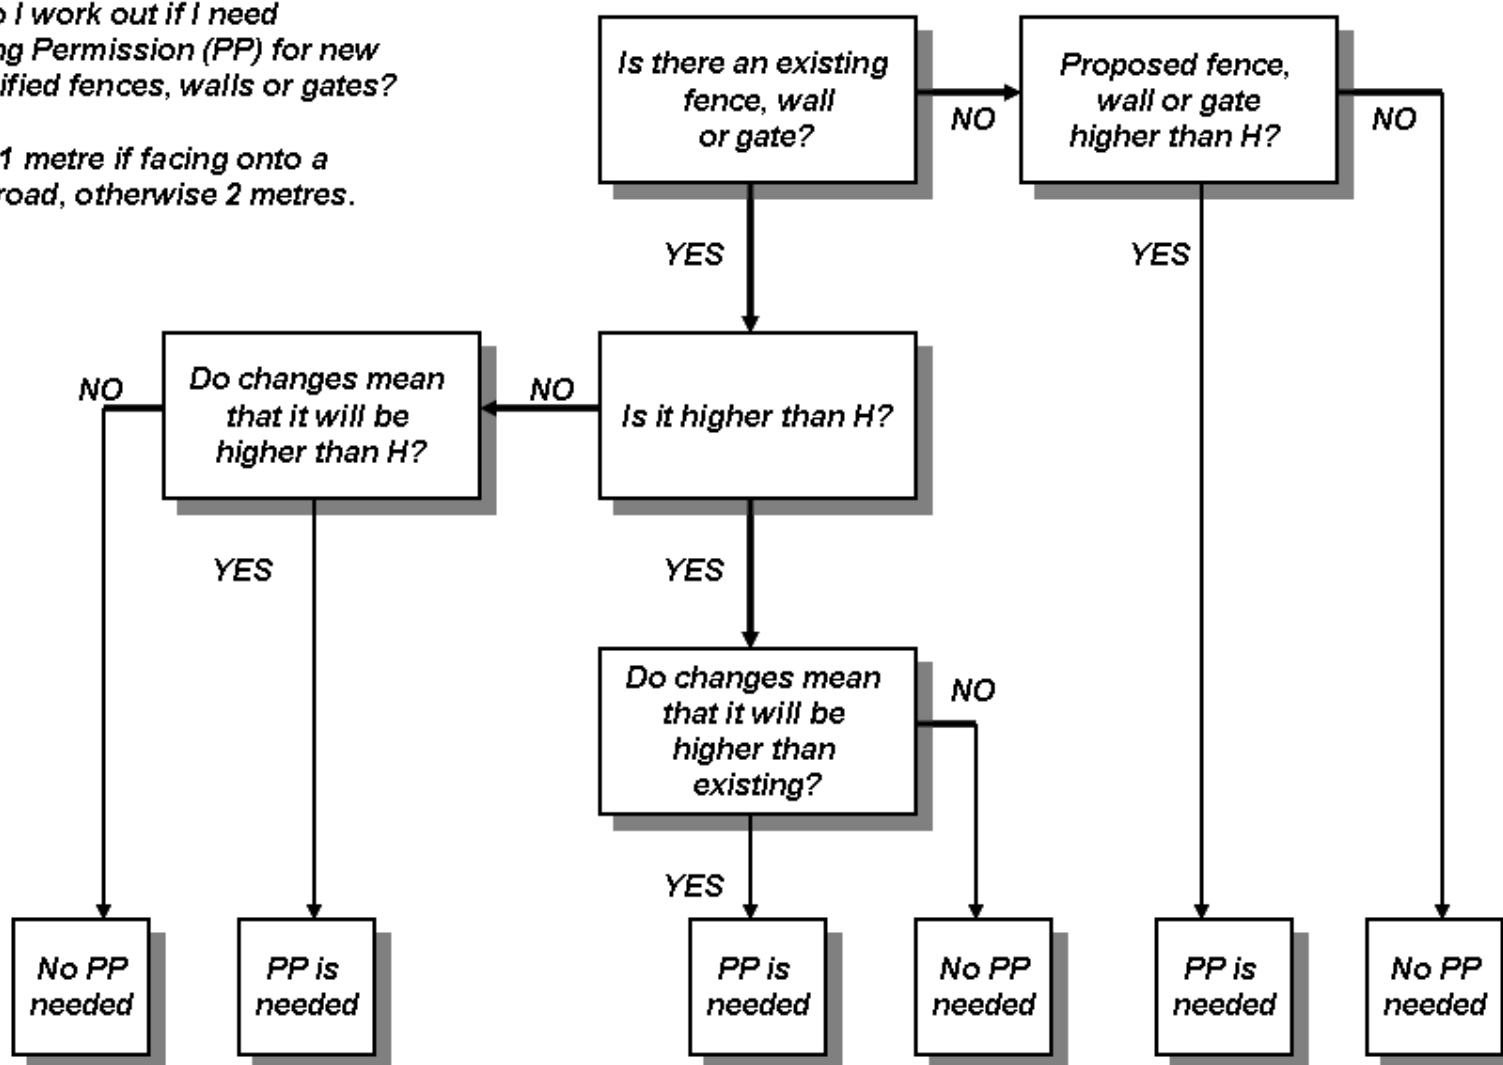 I work out if I need
Permission (PP) for new
fences, walls or gates?
1 metre if facing onto a
road, otherwise 2 metres.
Is there an existing
fence, wall
or gate?
NO
Proposed fence,
wall or gate
higher than H?
NO
YES
YES
NO
Do changes mean
that it will be
higher than H?
NO
Is it higher than H?
YES
YES
Do changes mean
that it will be
higher than
existing?
NO
YES
No PP
needed
PP is
needed
PP is
needed
No PP
needed
PP is
needed
No PP
needed